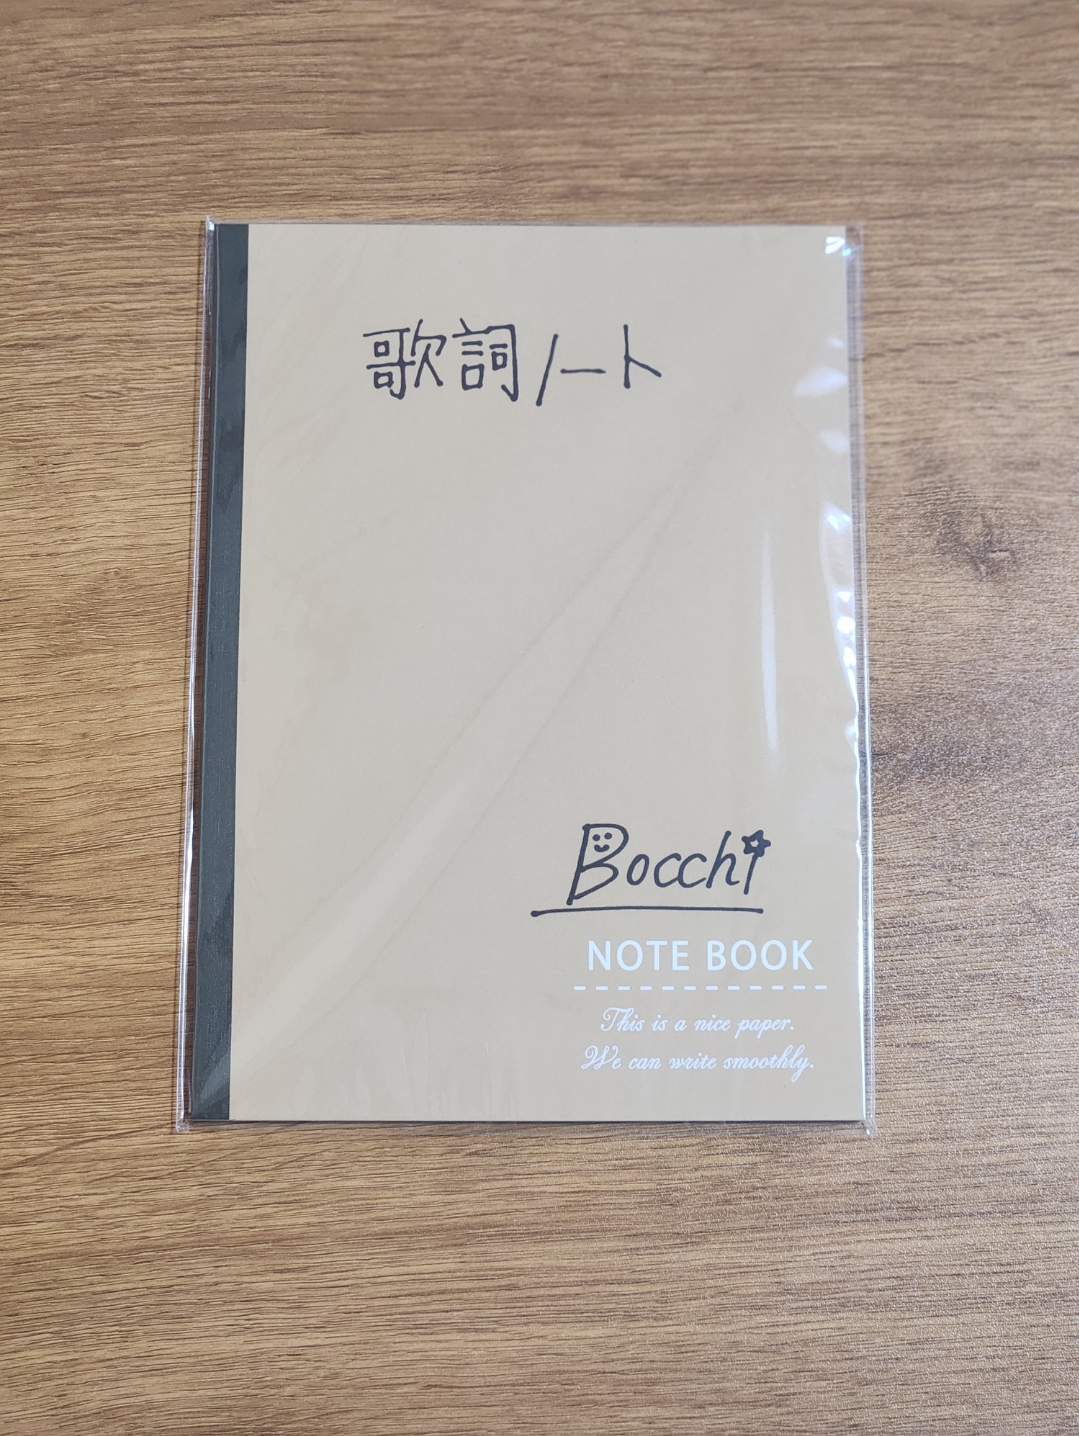 歌詞ノート
Bocchi
NOTE BOOK
This is a nice paper.
We can write smoothly.